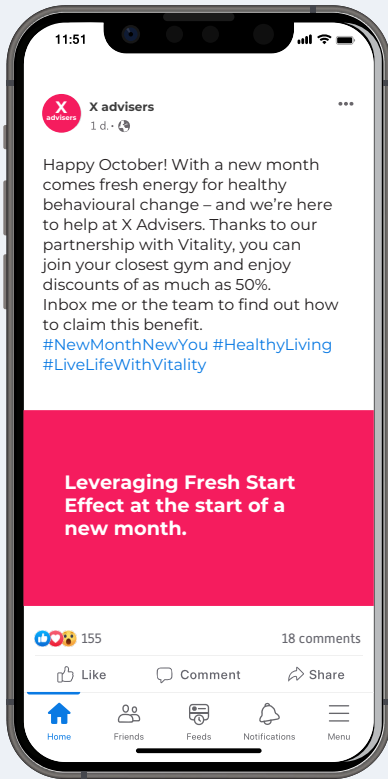 11:51
X
advisers
X advisers
1 d. ·
Happy October! With a new month
comes fresh energy for healthy
behavioural change – and we’re here
to help at X Advisers. Thanks to our
partnership with Vitality, you can
join your closest gym and enjoy
discounts of as much as 50%.
Inbox me or the team to find out how
to claim this benefit.
#NewMonthNewYou #HealthyLiving
#LiveLifeWithVitality
Leveraging Fresh Start
Effect at the start of a
new month.
155 18 comments
Like Comment Share
Home Friends Feeds Notifications Menu